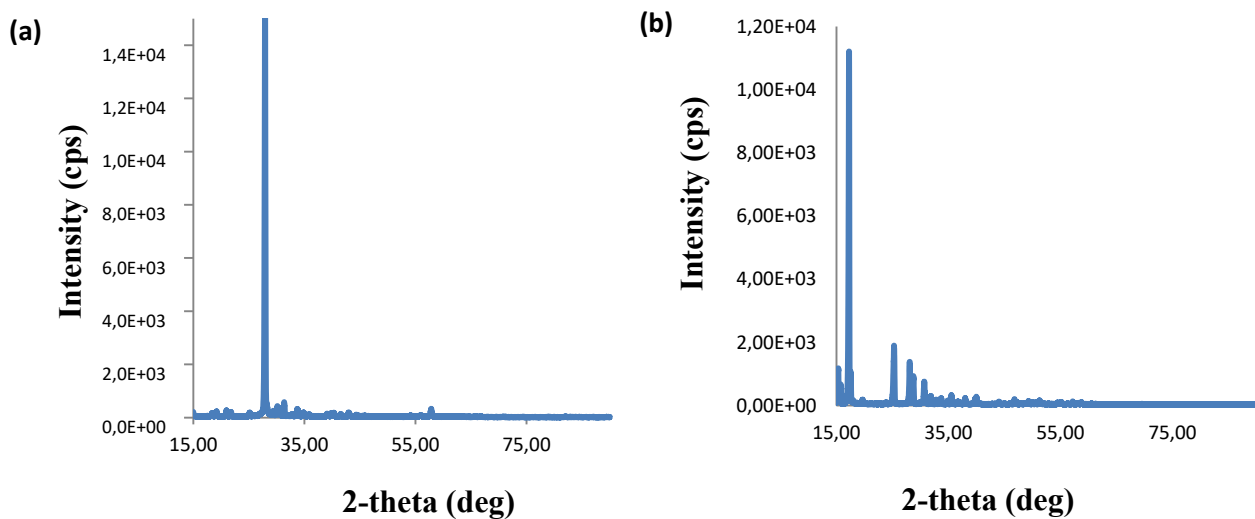 (a)
Intensity (cps)
1,4E+04
1,2E+04
1,0E+04
8,0E+03
6,0E+03
4,0E+03
2,0E+03
0,0E+00
15,00 35,00 55,00 75,00
2-theta (deg)
(b)
Intensity (cps)
1,20E+04
1,00E+04
8,00E+03
6,00E+03
4,00E+03
2,00E+03
0,00E+00
15,00 35,00 55,00 75,00
2-theta (deg)